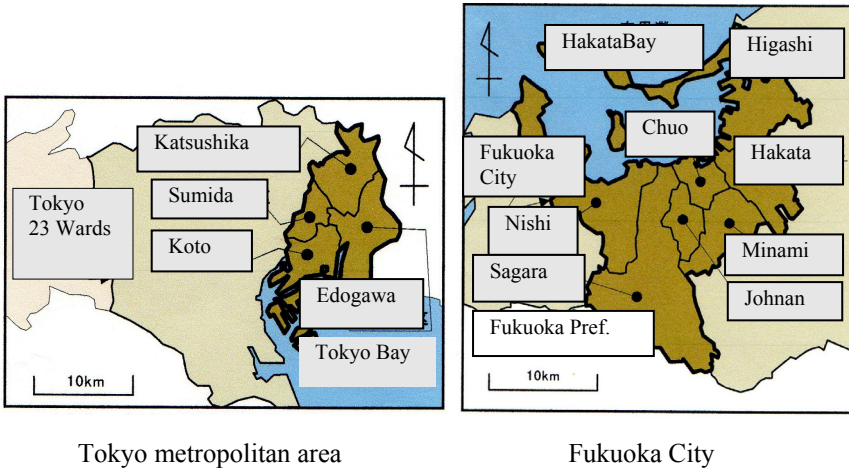 Katsushika
Sumida
Koto
Tokyo
23 Wards
Edogawa
Tokyo Bay
10km
Tokyo metropolitan area
HakataBay
Higashi
Chuo
Hakata
Fukuoka
City
Nishi
Sagara
Minami
Johnan
Fukuoka Pref.
10km
Fukuoka City